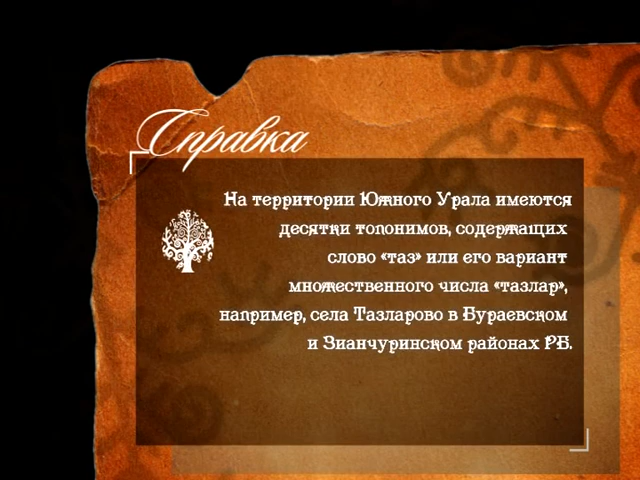 Справка
На территории Южного Урала имеются
десятки топонимов, содержащих
слово «таз» или его вариант
множественного числа «тазлар»,
например, села Тазларово в Бураевском
и Зианчуринском районах РБ.